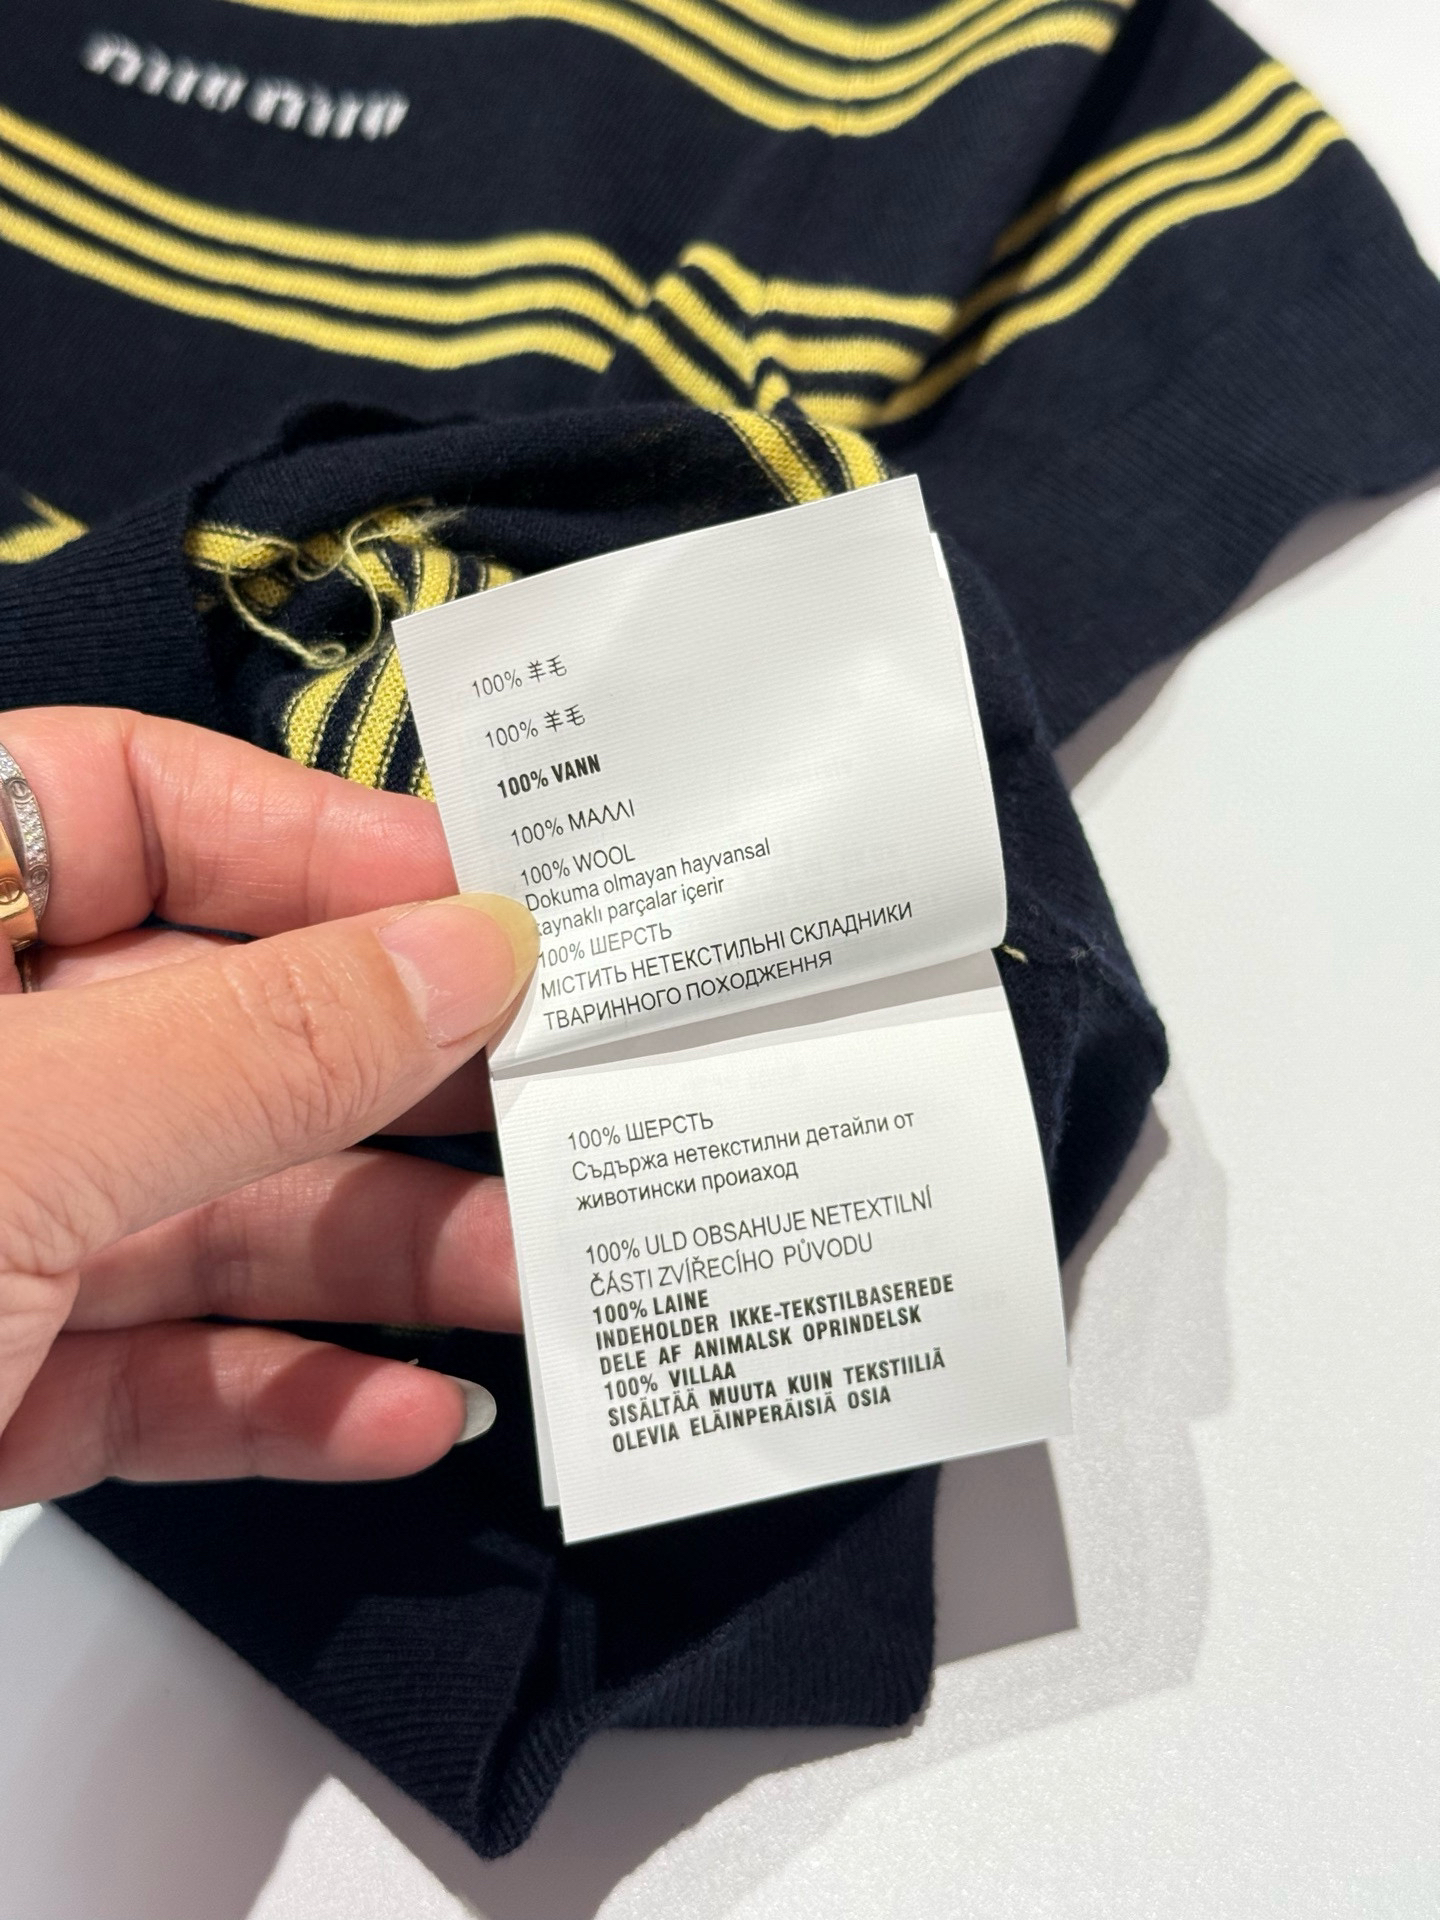 miu miu
100% 羊毛
100% 羊毛
100% VANN
100% ΜΑΛΛΙ
100% WOOL
Dokuma olmayan hayvansal
kaynaklı parçalar içerir
100% ШЕРСТЬ
МІСТИТЬ НЕТЕКСТИЛЬНІ СКЛАДНИКИ
ТВАРИННОГО ПОХОДЖЕННЯ
100% ШЕРСТЬ
Съдържа нетекстилни детайли от
животински проиаход
100% ULD OBSAHUJE NETEXTILNÍ
ČÁSTI ZVÍŘECÍHO PŮVODU
100% LAINE
INDEHOLDER IKKE-TEKSTILBASEREDE
DELE AF ANIMALSK OPRINDELSK
100% VILLAA
SISÄLTÄÄ MUUTA KUIN TEKSTIILIÄ
OLEVIA ELÄINPERÄISIÄ OSIA